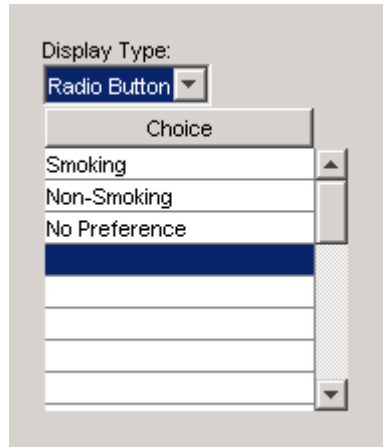 Display Type:
Radio Button
Choice
Smoking
Non-Smoking
No Preference